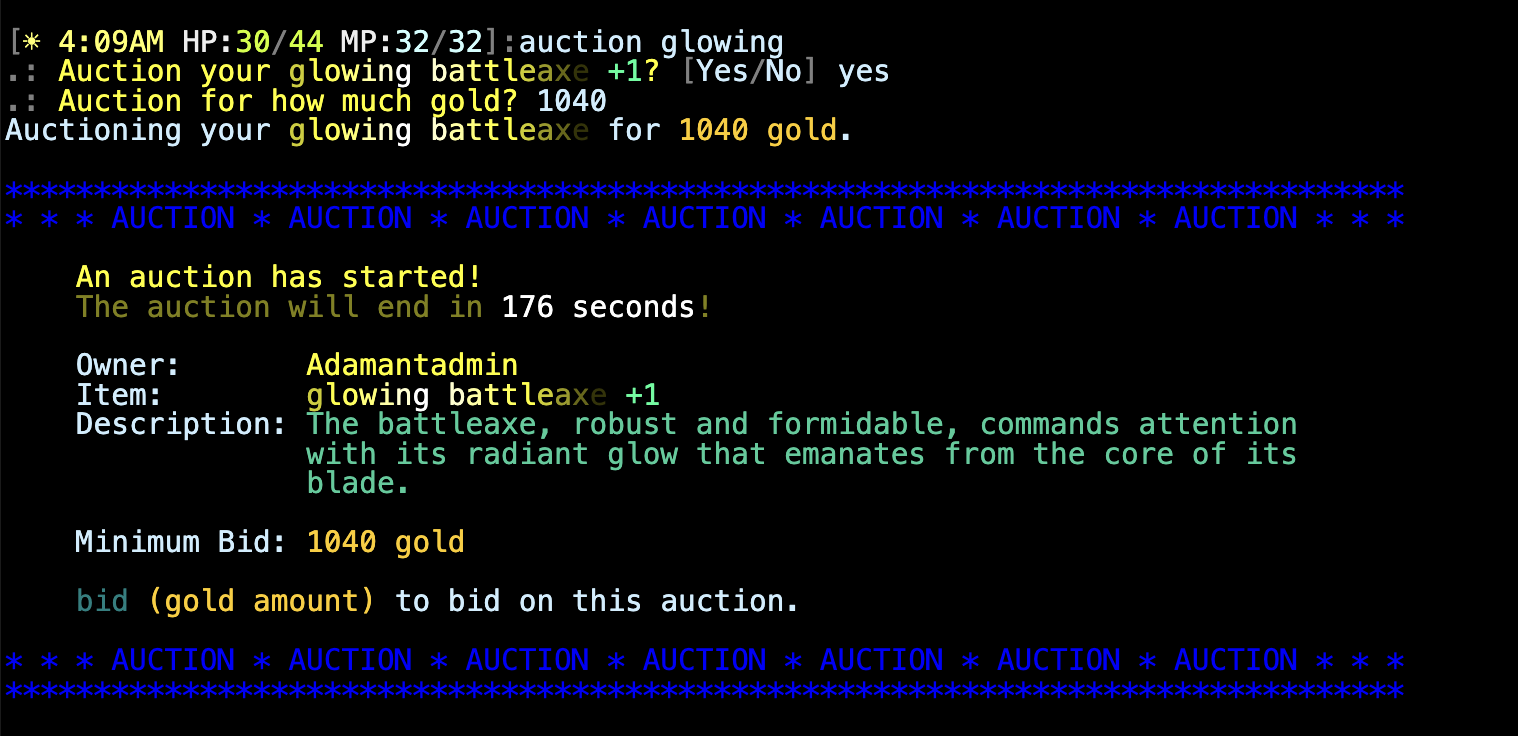 [☀ 4:09AM HP:30/44 MP:32/32]:auction glowing
.: Auction your glowing battleaxe +1? [Yes/No] yes
.: Auction for how much gold? 1040
Auctioning your glowing battleaxe for 1040 gold.
*******************************************************************************
* * * AUCTION * AUCTION * AUCTION * AUCTION * AUCTION * AUCTION * AUCTION * * *
An auction has started!
The auction will end in 176 seconds!
Owner: Adamantadmin
Item: glowing battleaxe +1
Description: The battleaxe, robust and formidable, commands attention
with its radiant glow that emanates from the core of its
blade.
Minimum Bid: 1040 gold
bid (gold amount) to bid on this auction.
* * * AUCTION * AUCTION * AUCTION * AUCTION * AUCTION * AUCTION * AUCTION * * *
*******************************************************************************